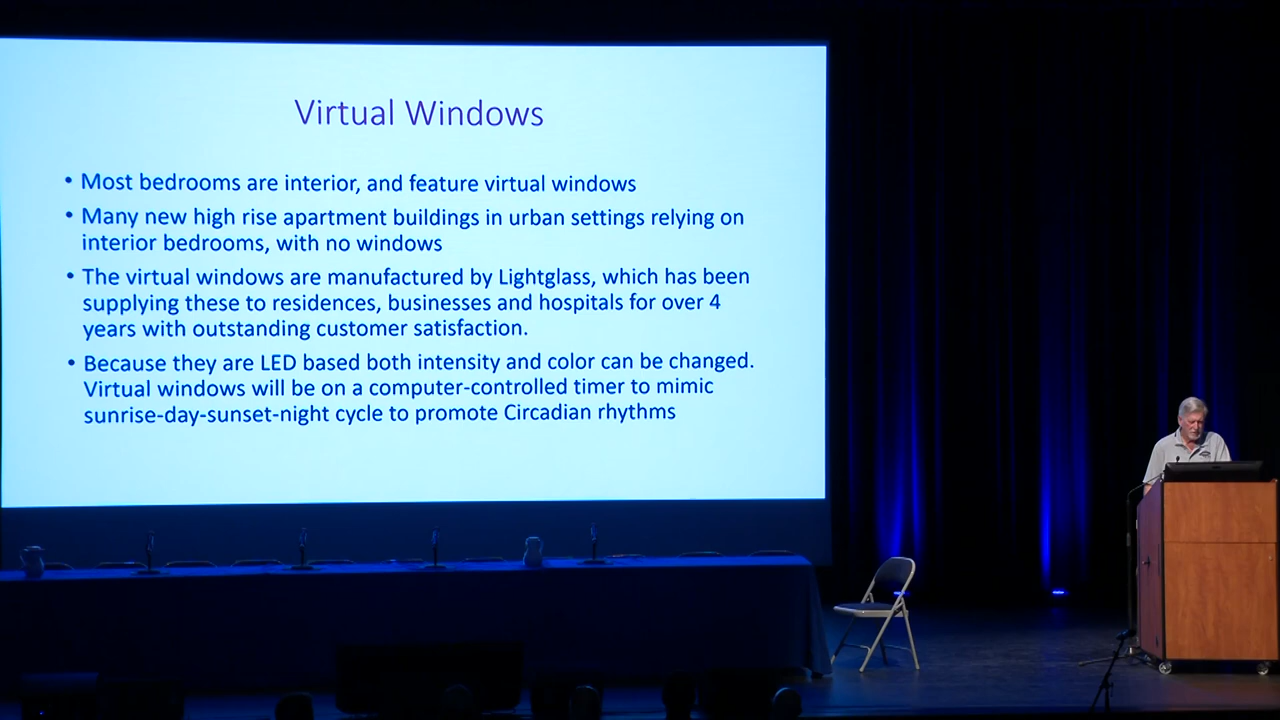 Virtual Windows
• Most bedrooms are interior, and feature virtual windows
• Many new high rise apartment buildings in urban settings relying on
interior bedrooms, with no windows
• The virtual windows are manufactured by Lightglass, which has been
supplying these to residences, businesses and hospitals for over 4
years with outstanding customer satisfaction.
• Because they are LED based both intensity and color can be changed.
Virtual windows will be on a computer-controlled timer to mimic
sunrise-day-sunset-night cycle to promote Circadian rhythms